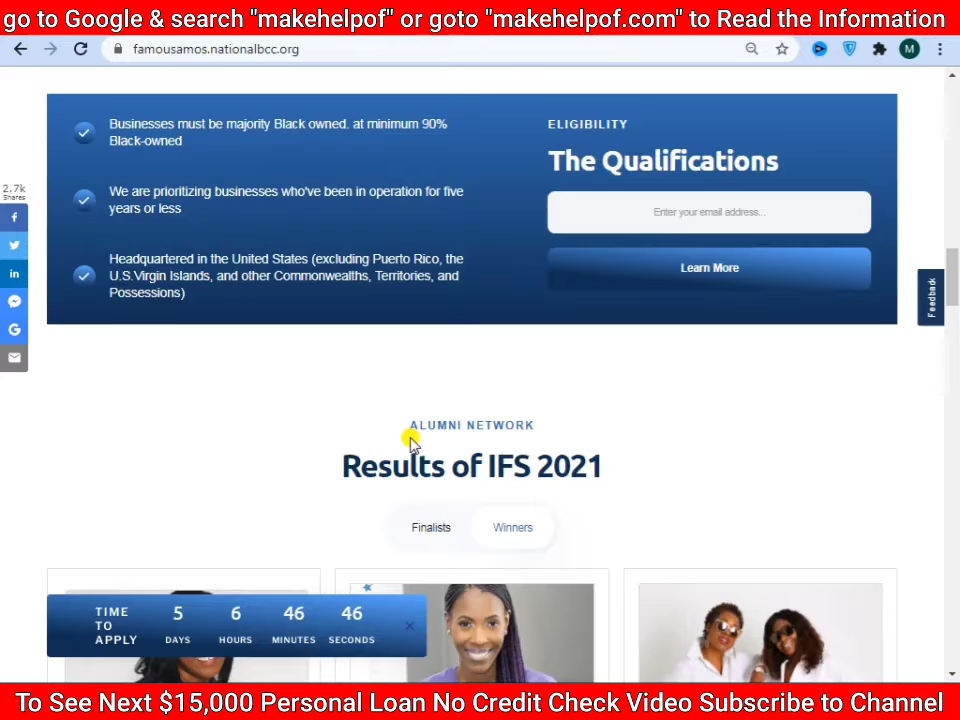 go to Google & search "makehelpof" or goto "makehelpof.com" to Read the Information
famousamos.nationalbcc.org
M
Businesses must be majority Black owned. at minimum 90%
Black-owned
We are prioritizing businesses who've been in operation for five
years or less
Headquartered in the United States (excluding Puerto Rico, the
U.S.Virgin Islands, and other Commonwealths, Territories, and
Possessions)
ELIGIBILITY
The Qualifications
Enter your email address...
Learn More
2.7k
Shares
Feedback
ALUMNI NETWORK
Results of IFS 2021
Finalists
Winners
TIME
TO
APPLY
5
DAYS
6
HOURS
46
MINUTES
46
SECONDS
To See Next $15,000 Personal Loan No Credit Check Video Subscribe to Channel